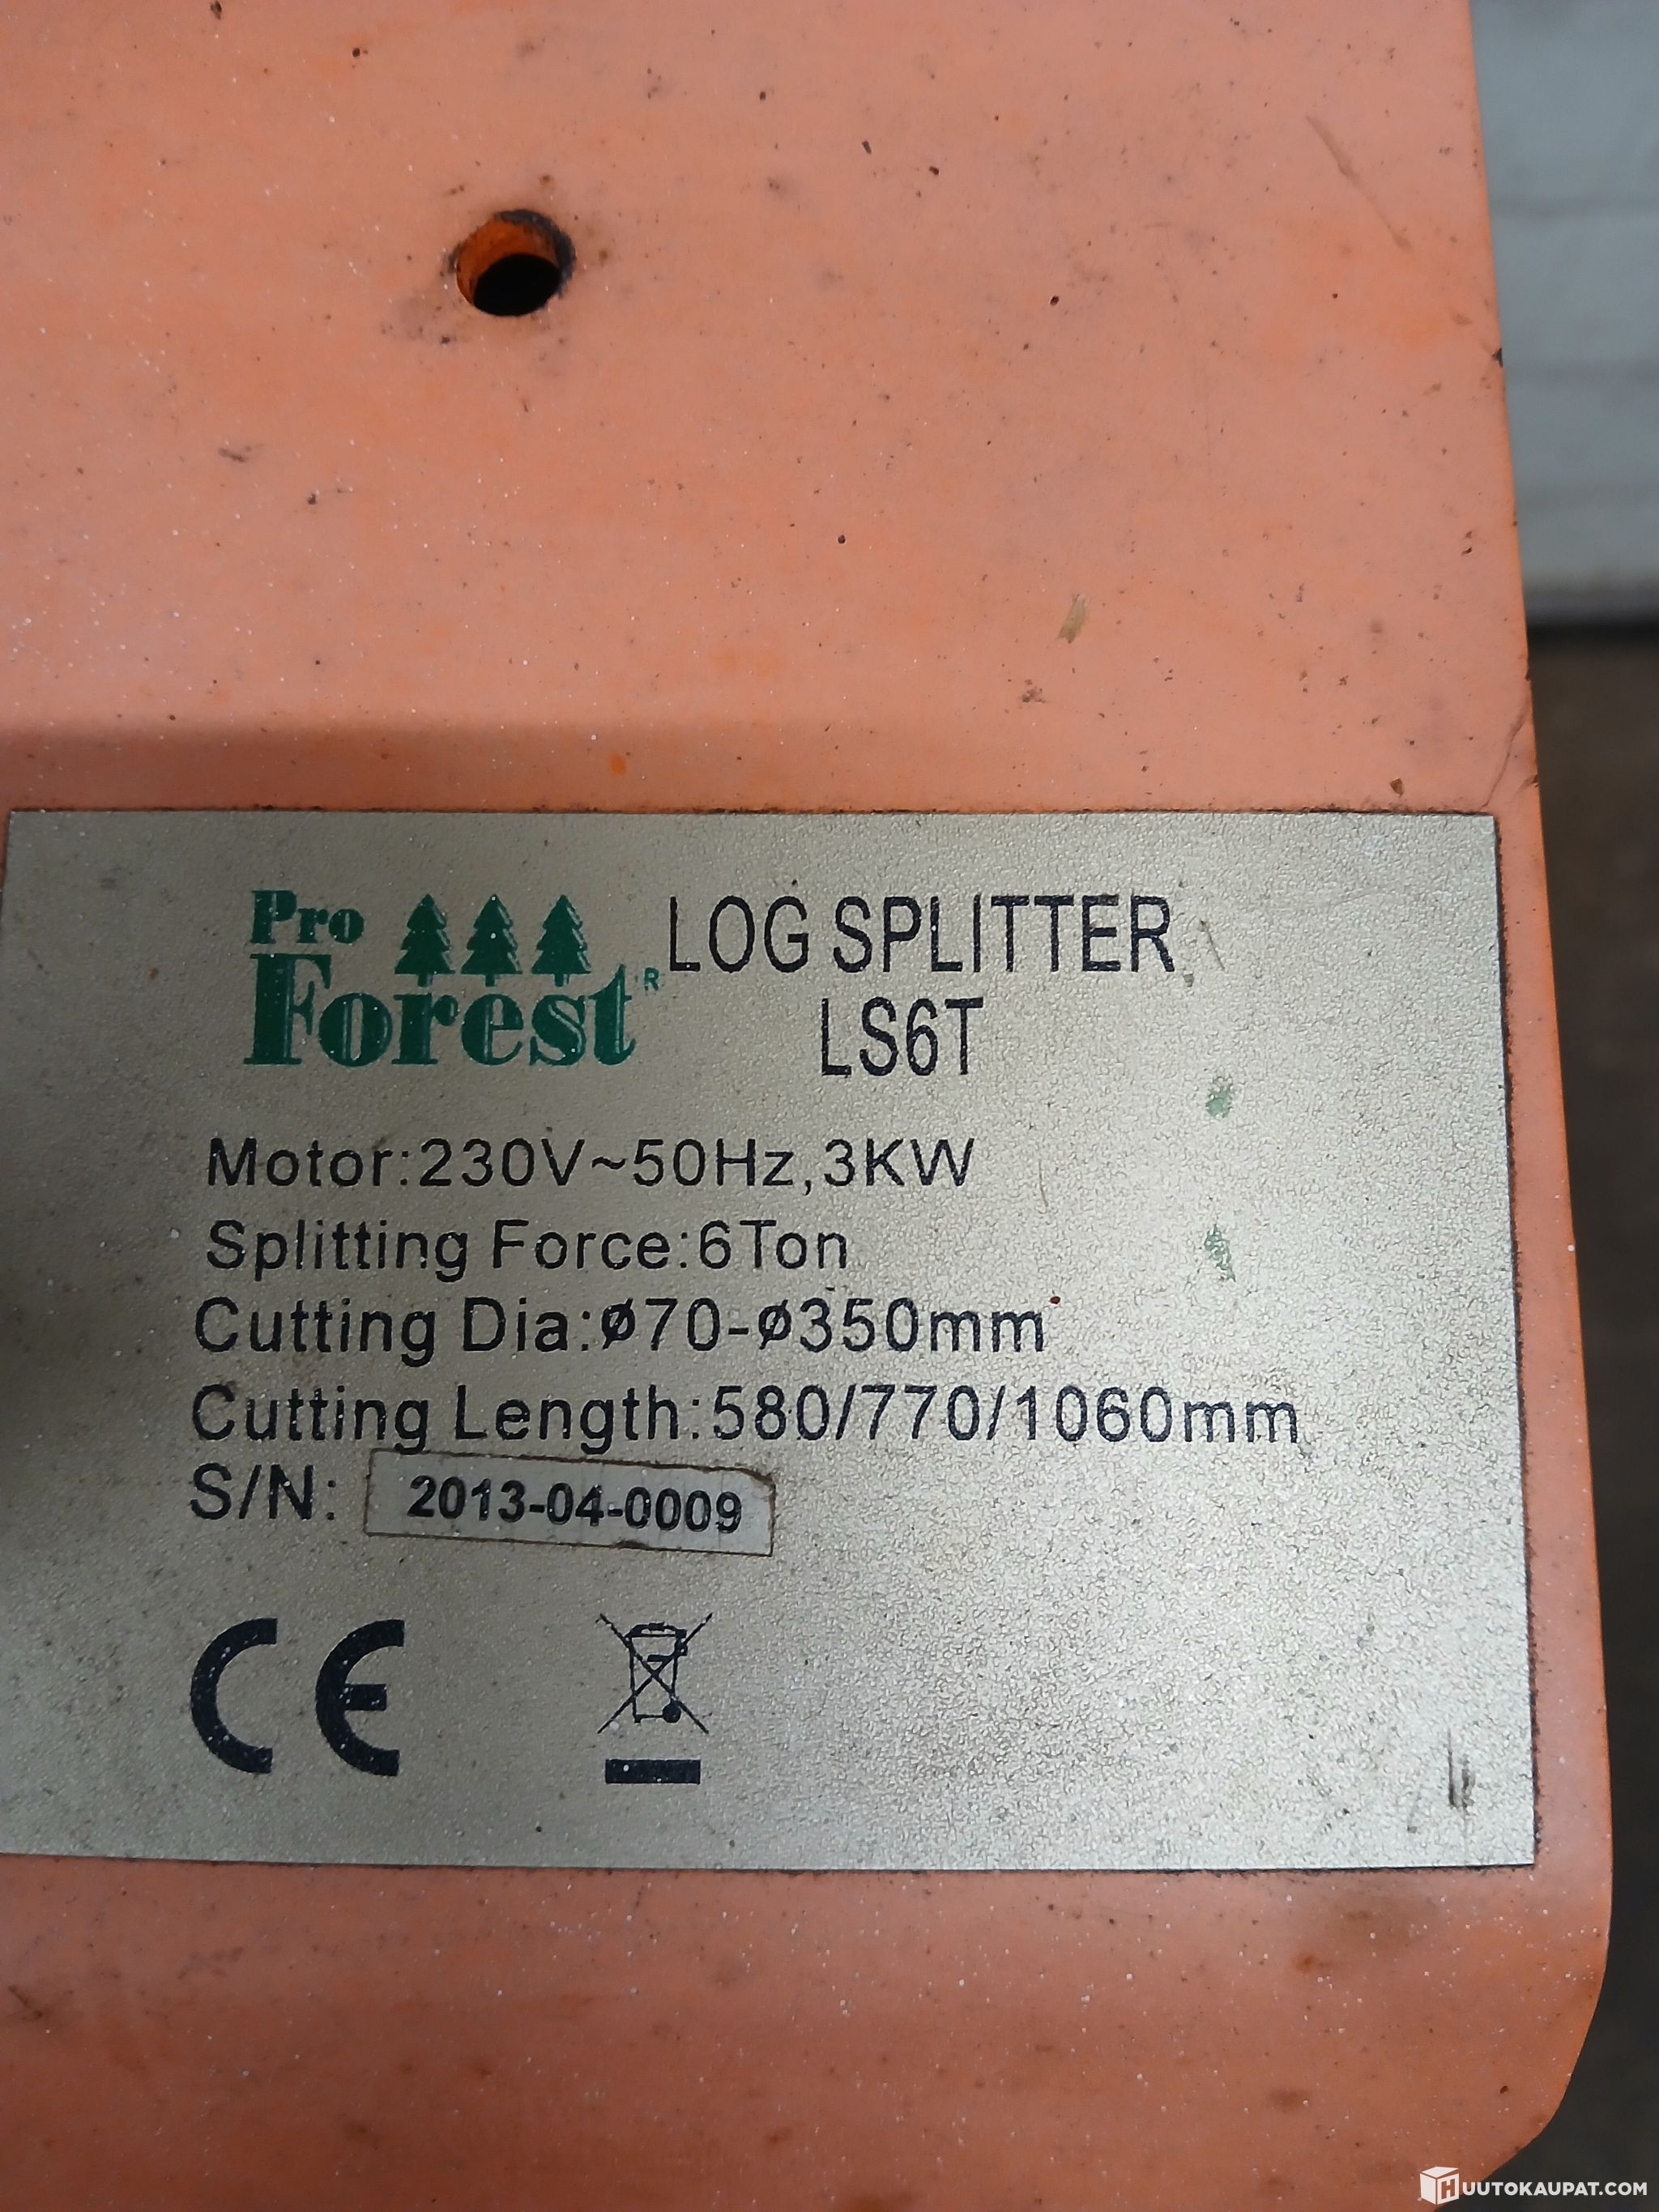 Pro
Forest® LOG SPLITTER
LS6T
Motor:230V~50Hz,3KW
Splitting Force:6Ton
Cutting Dia:ø70-ø350mm
Cutting Length:580/770/1060mm
S/N: 2013-04-0009
CE
HUUTOKAUPAT.COM